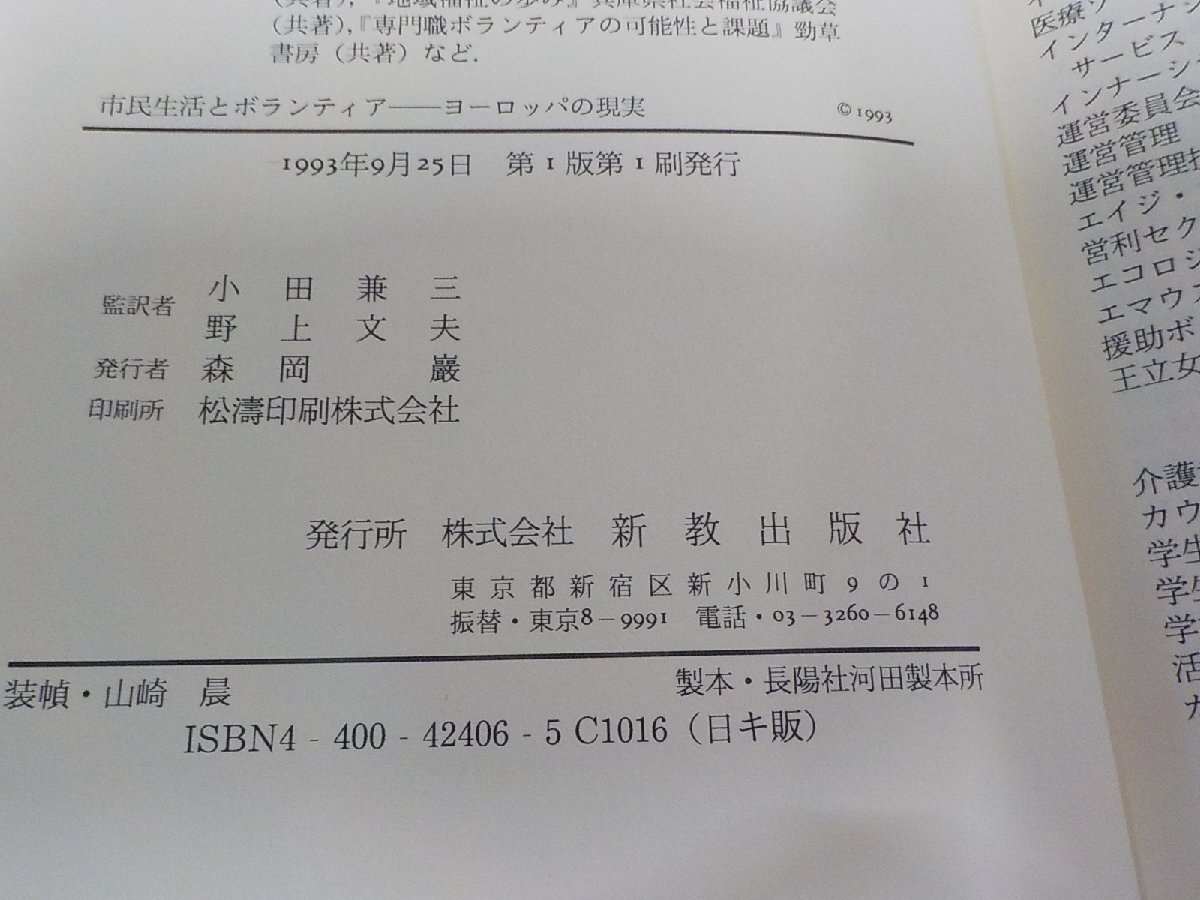 (共著),『地域福祉の歩み』兵庫県社会福祉協議会
(共著),『専門職ボランティアの可能性と課題』勁草
書房(共著)など.
市民生活とボランティア――ヨーロッパの現実 ©1993
1993年9月25日 第1版第1刷発行
監訳者 小田兼三
野上文夫
発行者 森岡 巖
印刷所 松濤印刷株式会社
発行所 株式会社 新教出版社
東京都新宿区新小川町9の1
振替・東京8-9991 電話・03-3260-6148
装幀・山崎 晨 製本・長陽社河田製本所
ISBN4-400-42406-5 C1016(日キ販)
医療ソ
インターナシ
サービス
インナーシ
運営委員会
運営管理
運営管理技
エイジ・
営利セク
エコロジ
エマウス
援助ボ
王立女
介護
カウ
学生
学生
学
活